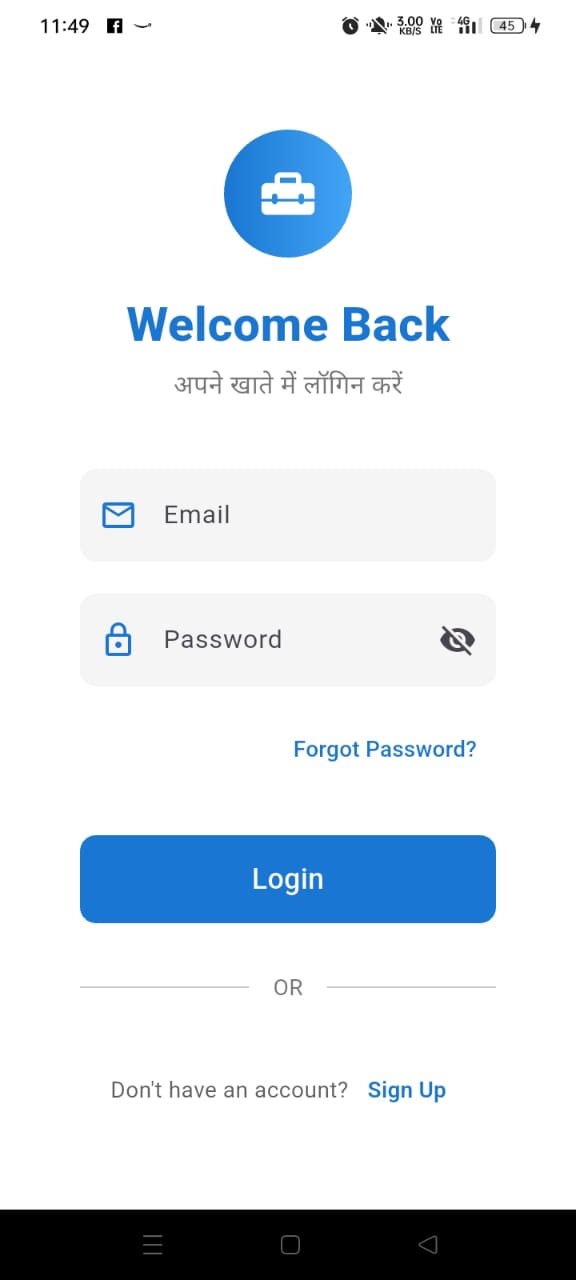 11:49
3.00 KB/S
Vo LTE
4G
45
Welcome Back
अपने खाते में लॉगिन करें
Email
Password
Forgot Password?
Login
OR
Don't have an account? Sign Up